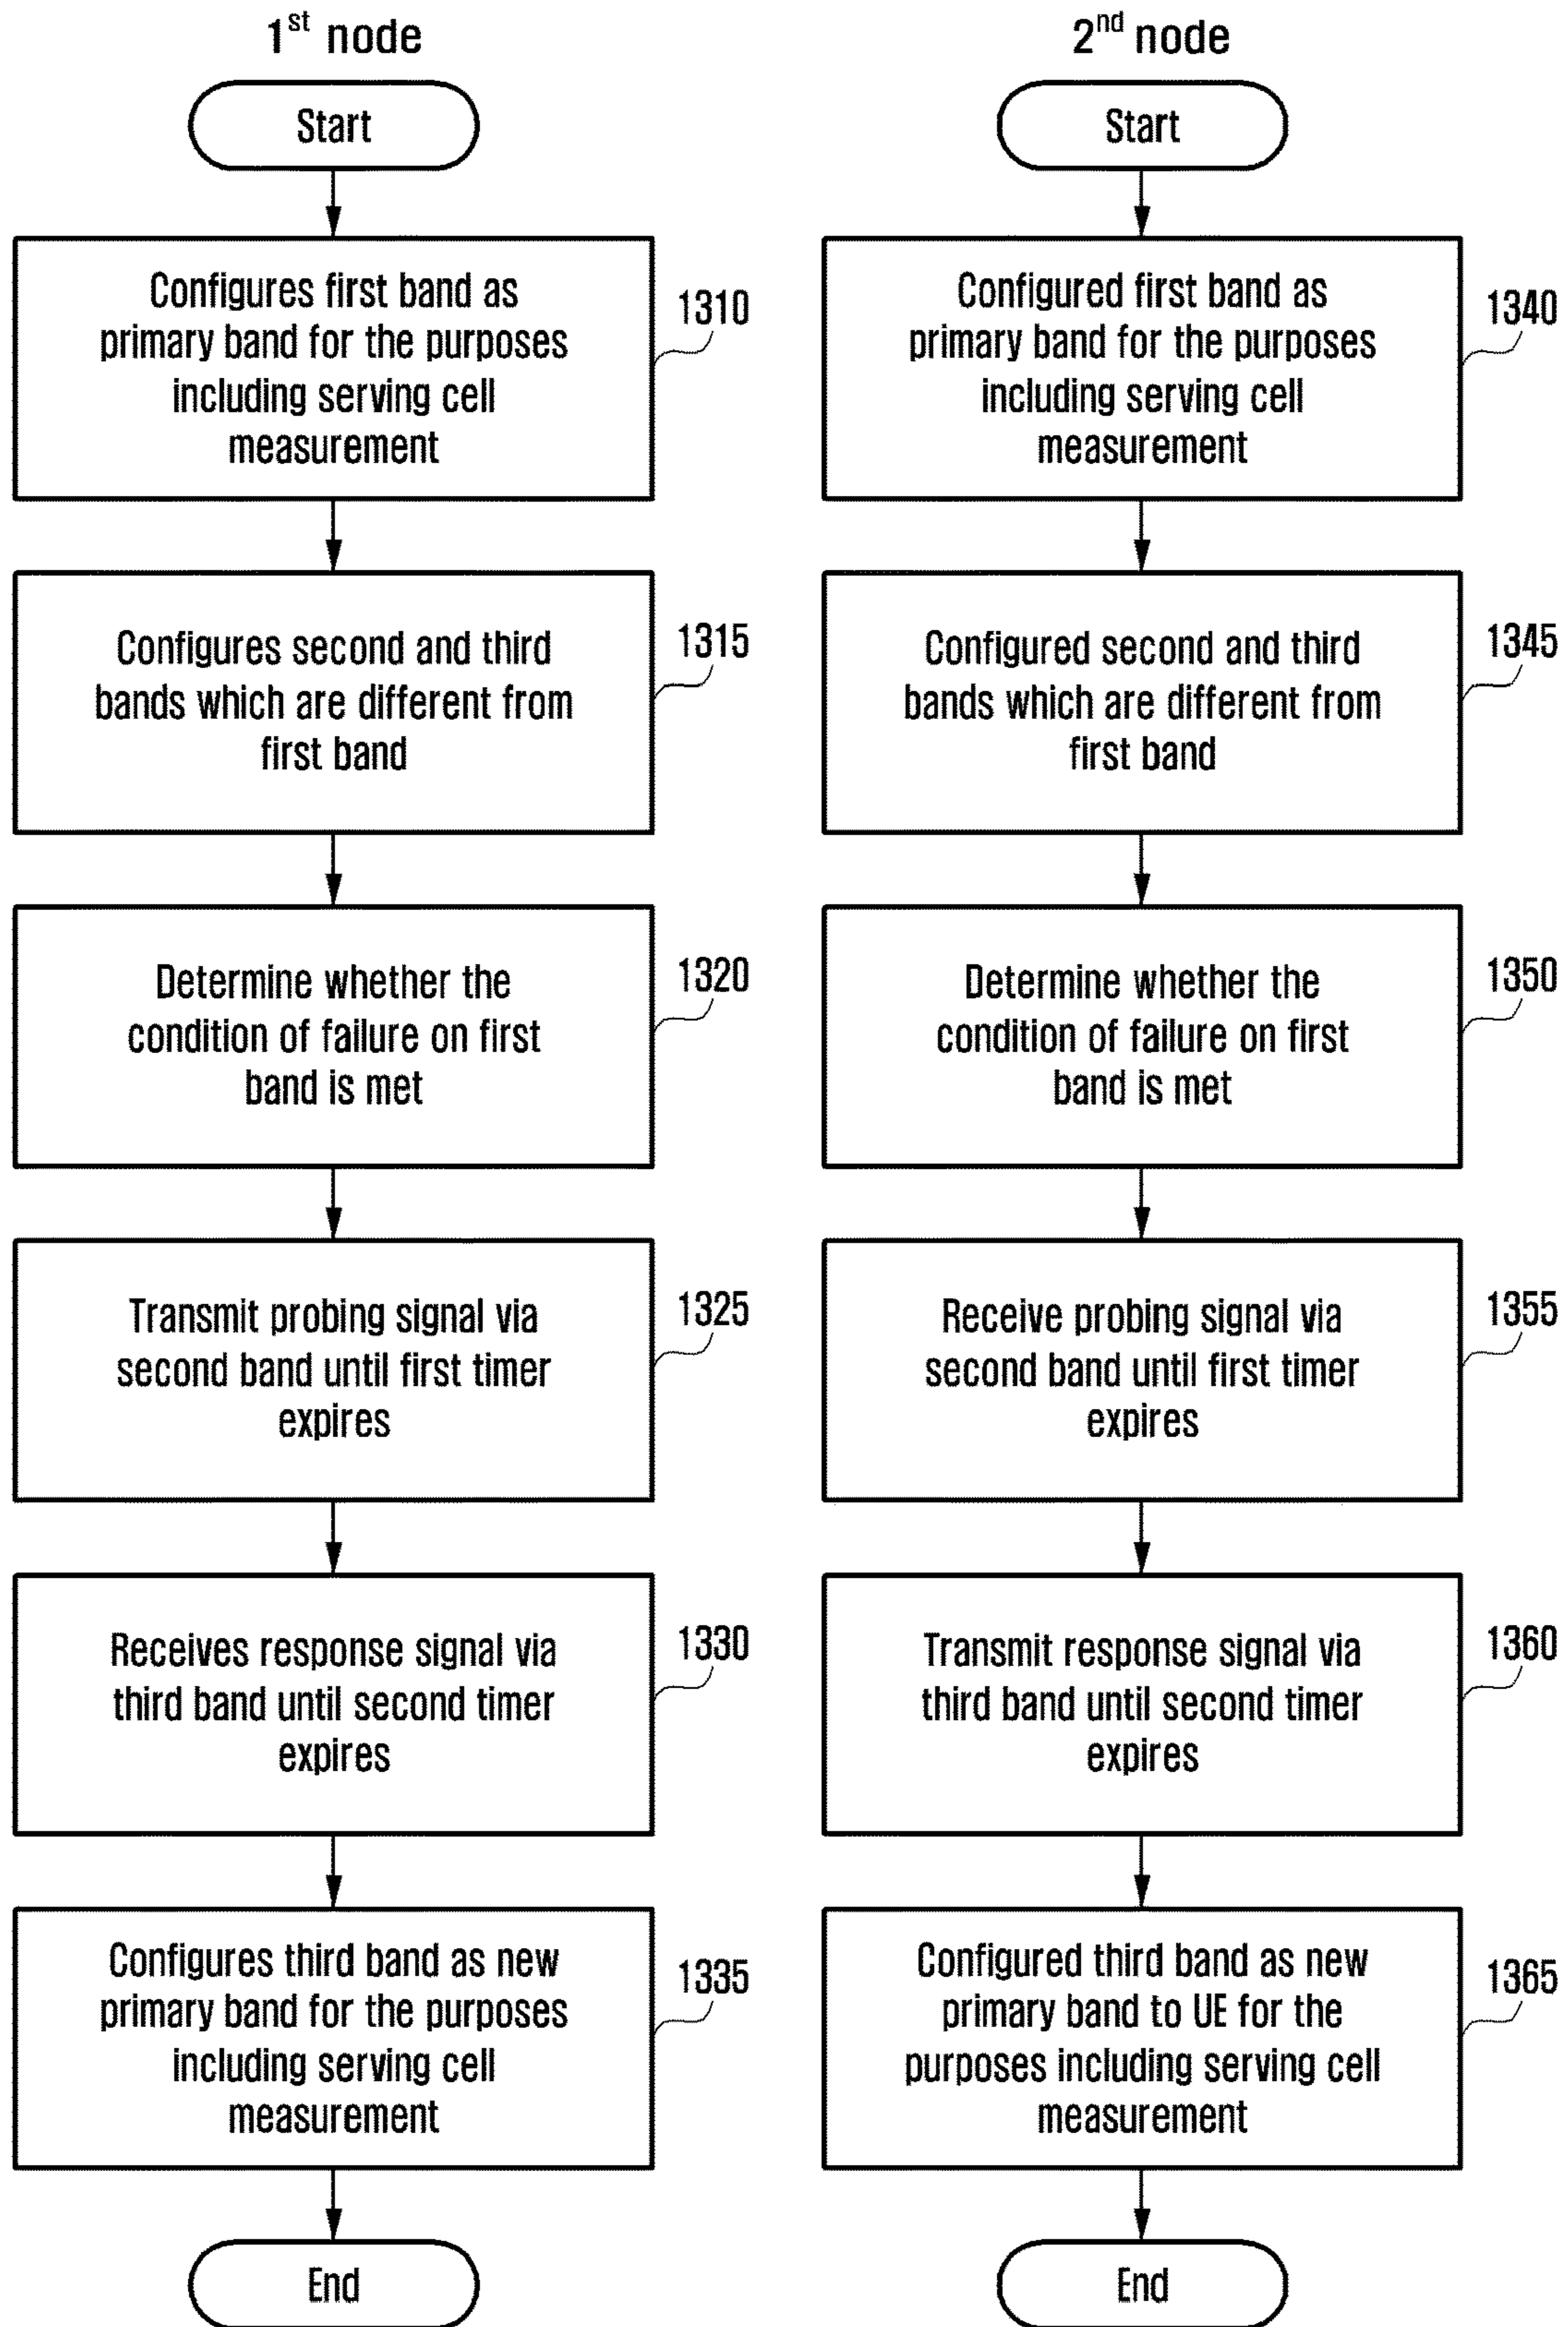 1st node
Start
Configures first band as
primary band for the purposes
including serving cell
measurement
1310
Configures second and third
bands which are different from
first band
1315
Determine whether the
condition of failure on first
band is met
1320
Transmit probing signal via
second band until first timer
expires
1325
Receives response signal via
third band until second timer
expires
1330
Configures third band as new
primary band for the purposes
including serving cell
measurement
1335
End
2nd node
Start
Configured first band as
primary band for the purposes
including serving cell
measurement
1340
Configured second and third
bands which are different from
first band
1345
Determine whether the
condition of failure on first
band is met
1350
Receive probing signal via
second band until first timer
expires
1355
Transmit response signal via
third band until second timer
expires
1360
Configured third band as new
primary band to UE for the
purposes including serving cell
measurement
1365
End